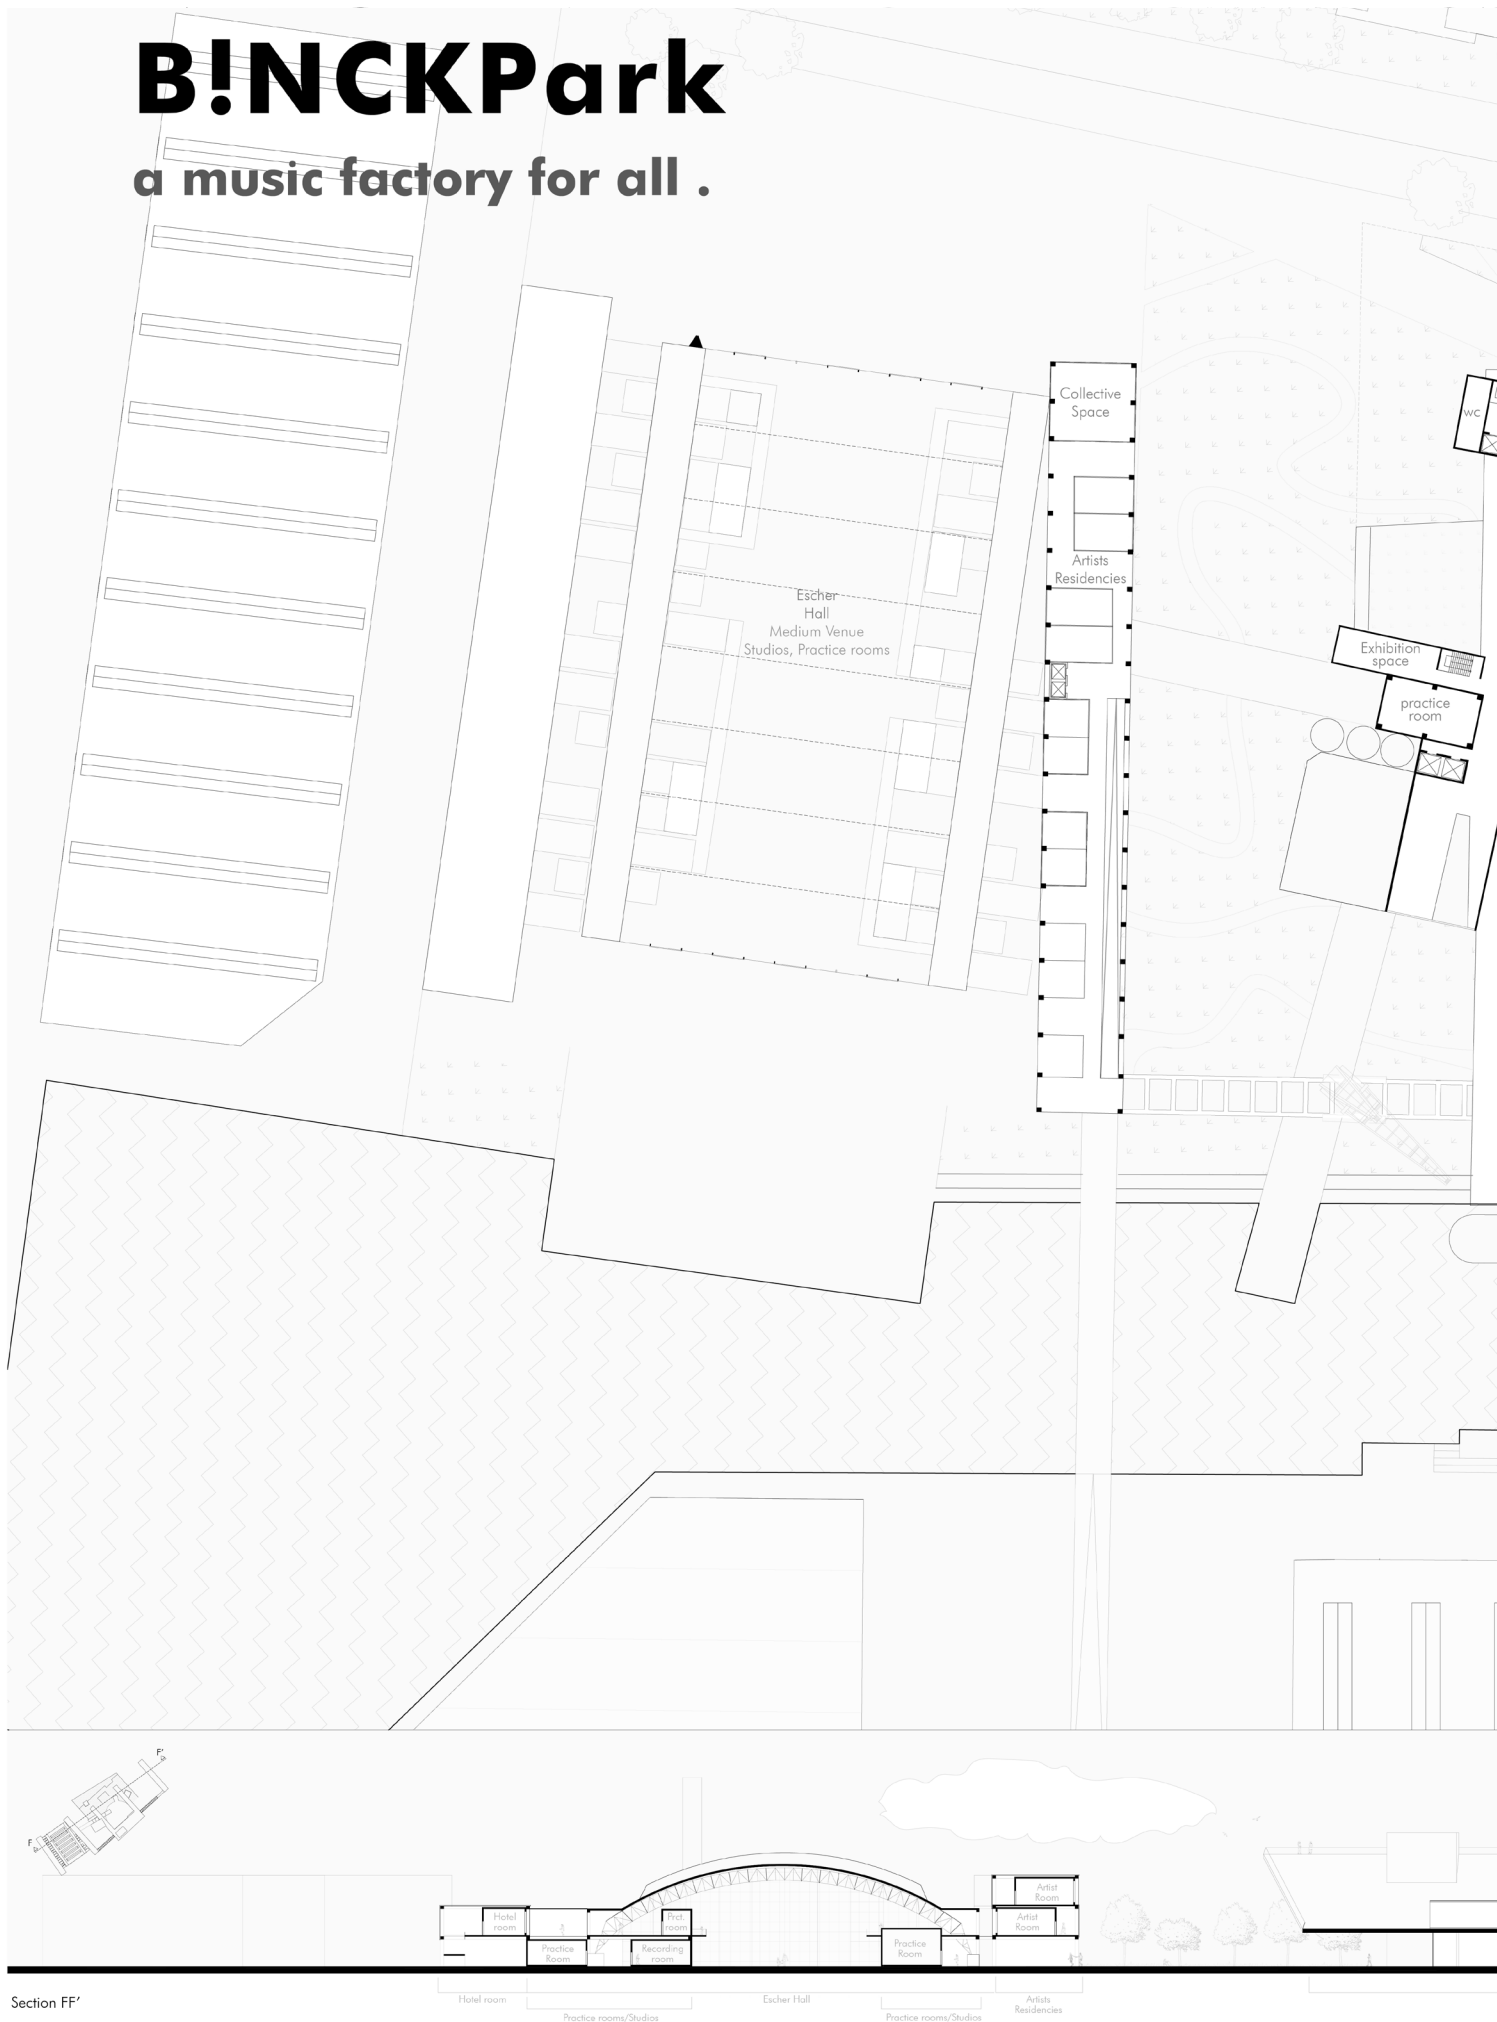 B!NCKPark
a music factory for all .
Collective
Space
wc
Artists
Residencies
Escher
Hall
Medium Venue
Studios, Practice rooms
Exhibition
space
practice
room
F'
F
Artist
Room
Hotel
room
Prct.
room
Artist
Room
Practice
Room
Recording
room
Practice
Room
Section FF'
Hotel room
Escher Hall
Artists
Residencies
Practice rooms/Studios
Practice rooms/Studios